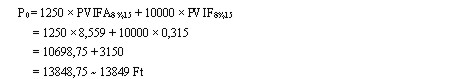 P₀ = 1250 × PVIFA₈%,₁₅ + 10000 × PVIF₈%,₁₅
= 1250 × 8,559 + 10000 × 0,315
= 10698,75 + 3150
= 13848,75 ~ 13849 Ft